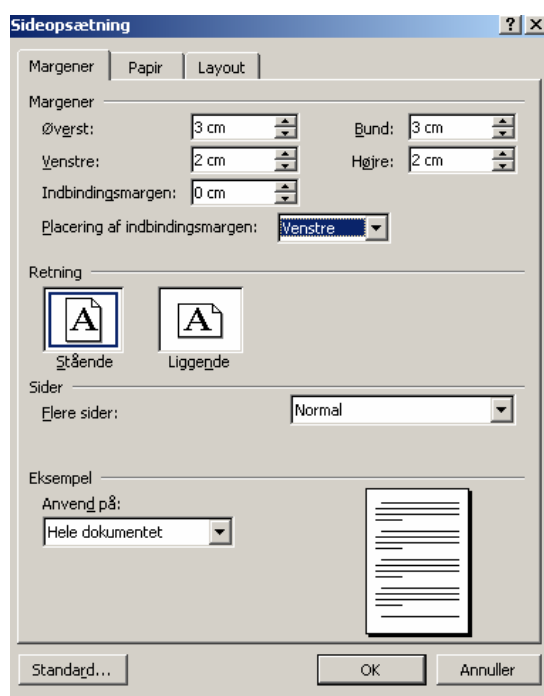 Sideopsætning
Margener Papir Layout
Margener
Øverst: 3 cm Bund: 3 cm
Venstre: 2 cm Højre: 2 cm
Indbindingsmargen: 0 cm
Placering af indbindingsmargen: Venstre
Retning
A A
Stående Liggende
Sider
Flere sider: Normal
Eksempel
Anvend på:
Hele dokumentet
Standard... OK Annuller